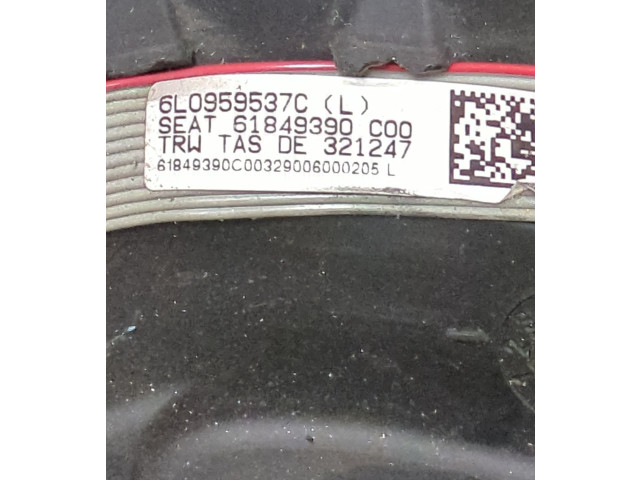 6L0959537C (L)
SEAT 61849390 C00
TRW TAS DE 321247
61849390C00329006000205 L